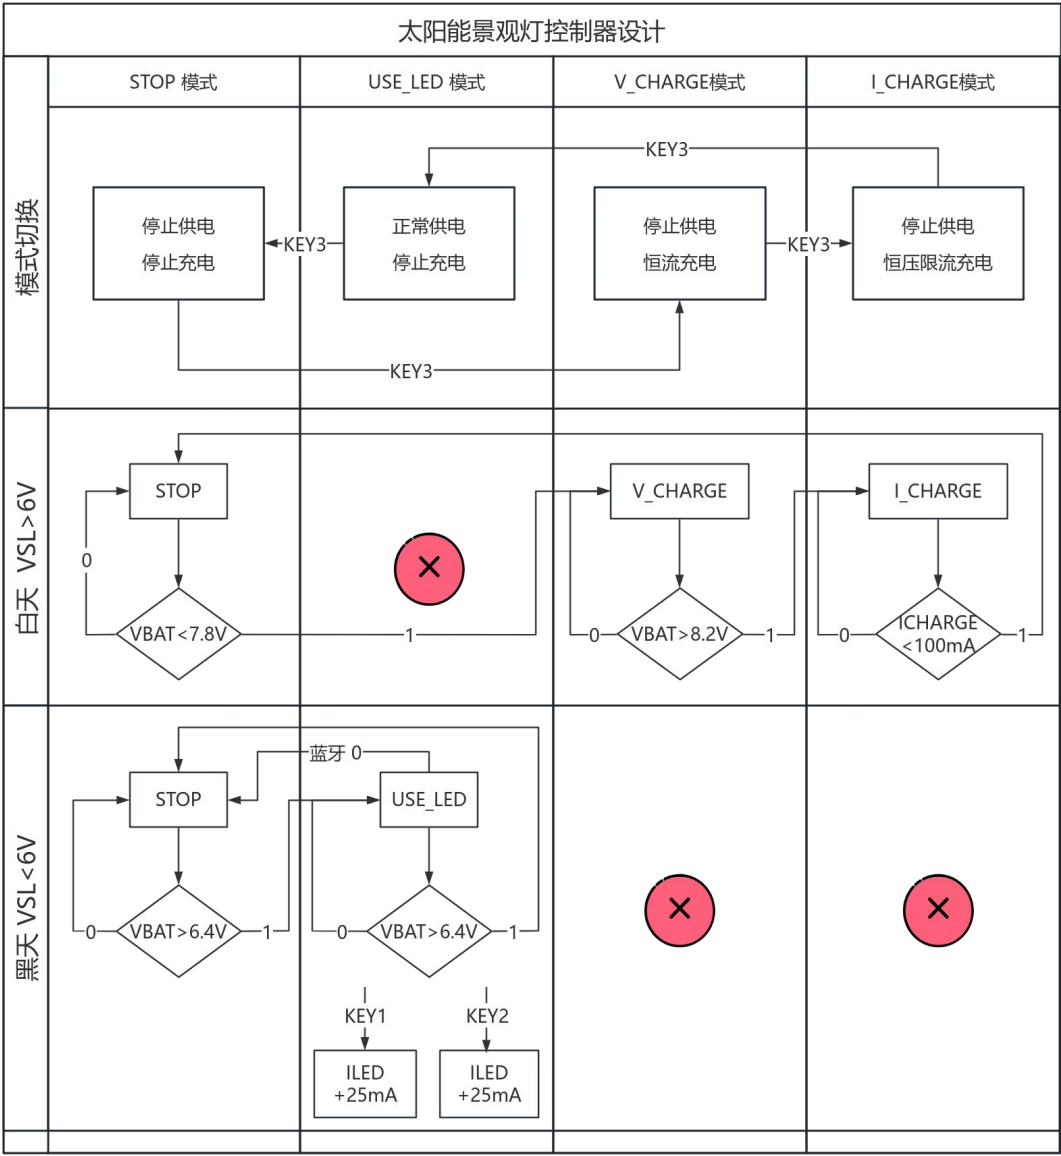 太阳能景观灯控制器设计
STOP 模式
USE_LED 模式
V_CHARGE模式
I_CHARGE模式
模式切换
KEY3
停止供电
停止充电
KEY3
正常供电
停止充电
停止供电
恒流充电
KEY3
停止供电
恒压限流充电
KEY3
白天 VSL>6V
STOP
V_CHARGE
I_CHARGE
0
VBAT<7.8V
1
0
VBAT>8.2V
1
0
ICHARGE
<100mA
1
黑天 VSL<6V
蓝牙 0
STOP
USE_LED
0
VBAT>6.4V
1
0
VBAT>6.4V
1
KEY1
KEY2
ILED
+25mA
ILED
+25mA